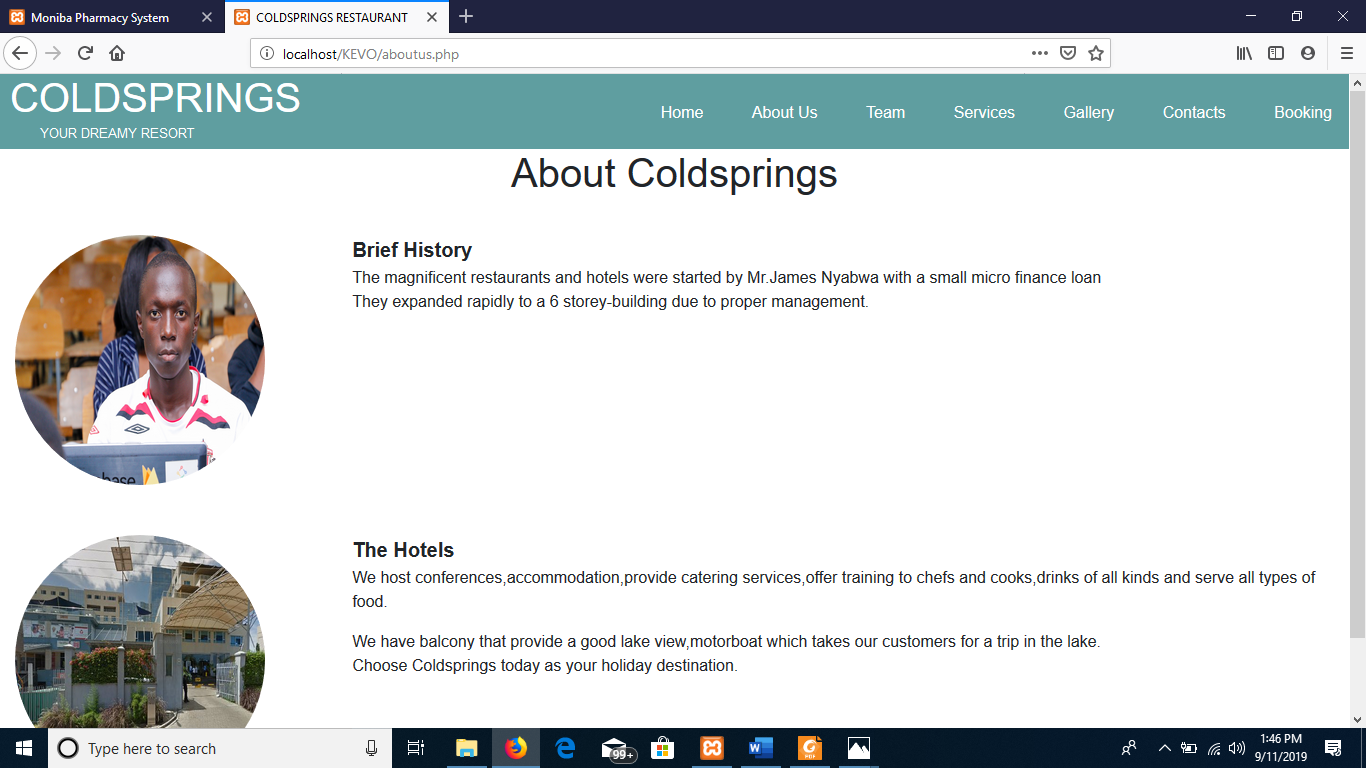 Moniba Pharmacy System
COLDSPRINGS RESTAURANT
localhost/KEVO/aboutus.php
COLDSPRINGS
YOUR DREAMY RESORT
Home About Us Team Services Gallery Contacts Booking
About Coldsprings
Brief History
The magnificent restaurants and hotels were started by Mr.James Nyabwa with a small micro finance loan
They expanded rapidly to a 6 storey-building due to proper management.
base
The Hotels
We host conferences,accommodation,provide catering services,offer training to chefs and cooks,drinks of all kinds and serve all types of
food.
We have balcony that provide a good lake view,motorboat which takes our customers for a trip in the lake.
Choose Coldsprings today as your holiday destination.
Type here to search
99+
PDF
1:46 PM
9/11/2019